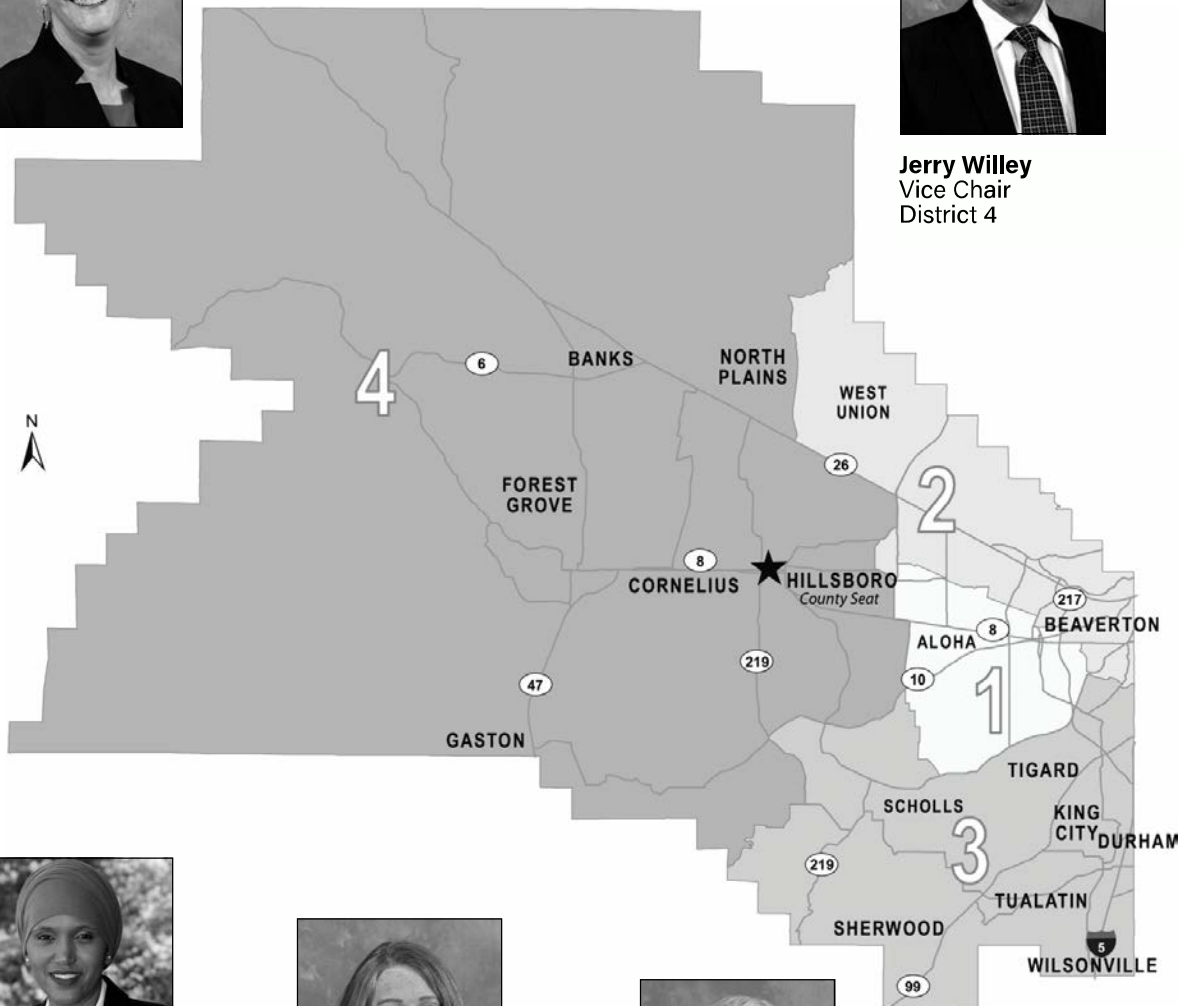 Jerry Willey
Vice Chair
District 4
N
4
6
BANKS
NORTH
PLAINS
WEST
UNION
26
2
FOREST
GROVE
8
CORNELIUS
HILLSBORO
County Seat
217
BEAVERTON
8
ALOHA
219
10
1
47
GASTON
TIGARD
SCHOLLS
KING
CITY
DURHAM
3
219
TUALATIN
SHERWOOD
5
WILSONVILLE
99